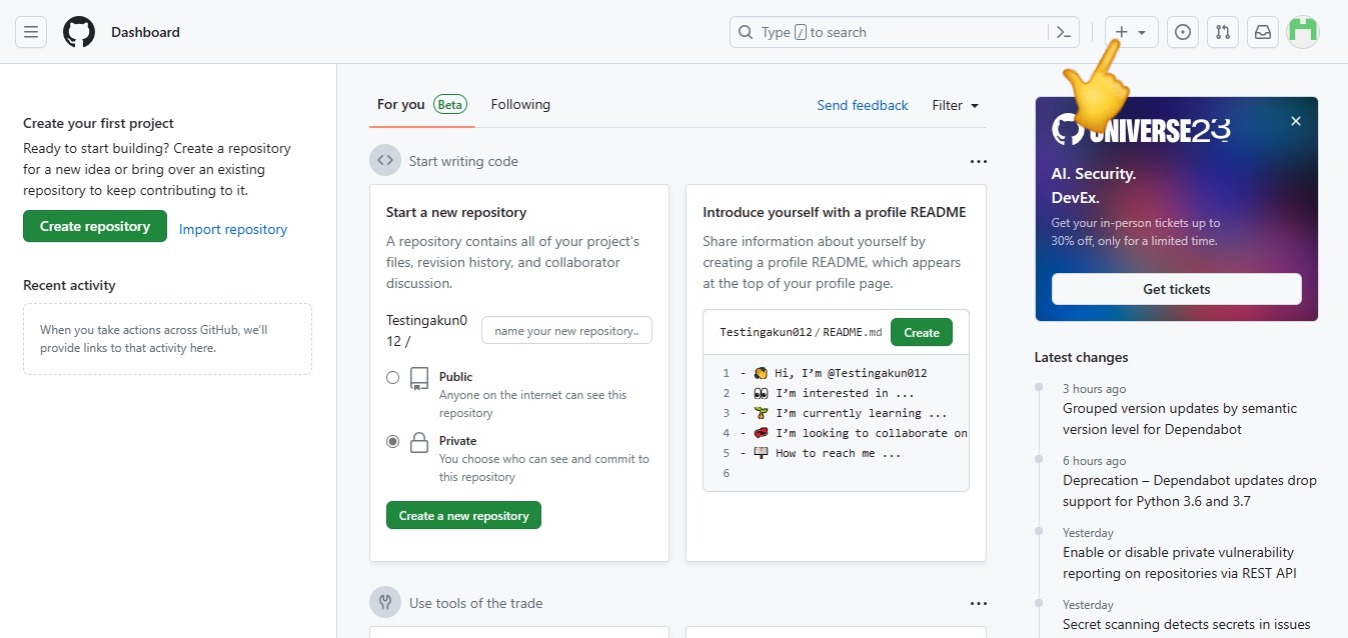 Dashboard
Type / to search
Create your first project
Ready to start building? Create a repository
for a new idea or bring over an existing
repository to keep contributing to it.
Create repository
Import repository
Recent activity
When you take actions across GitHub, we'll
provide links to that activity here.
For you Beta
Following
Send feedback
Filter
Start writing code
Start a new repository
A repository contains all of your project's
files, revision history, and collaborator
discussion.
Testingakun0
12 /
name your new repository...
Public
Anyone on the internet can see this
repository
Private
You choose who can see and commit to
this repository
Create a new repository
Introduce yourself with a profile README
Share information about yourself by
creating a profile README, which appears
at the top of your profile page.
Testingakun012 / README.md
Create
1 - 👋 Hi, I'm @Testingakun012
2 - 👀 I'm interested in ...
3 - 🌱 I'm currently learning ...
4 - 💞️ I'm looking to collaborate on
5 - 📫 How to reach me ...
6
Use tools of the trade
UNIVERSE23
AI. Security.
DevEx.
Get your in-person tickets up to
30% off, only for a limited time.
Get tickets
Latest changes
3 hours ago
Grouped version updates by semantic
version level for Dependabot
6 hours ago
Deprecation – Dependabot updates drop
support for Python 3.6 and 3.7
Yesterday
Enable or disable private vulnerability
reporting on repositories via REST API
Yesterday
Secret scanning detects secrets in issues